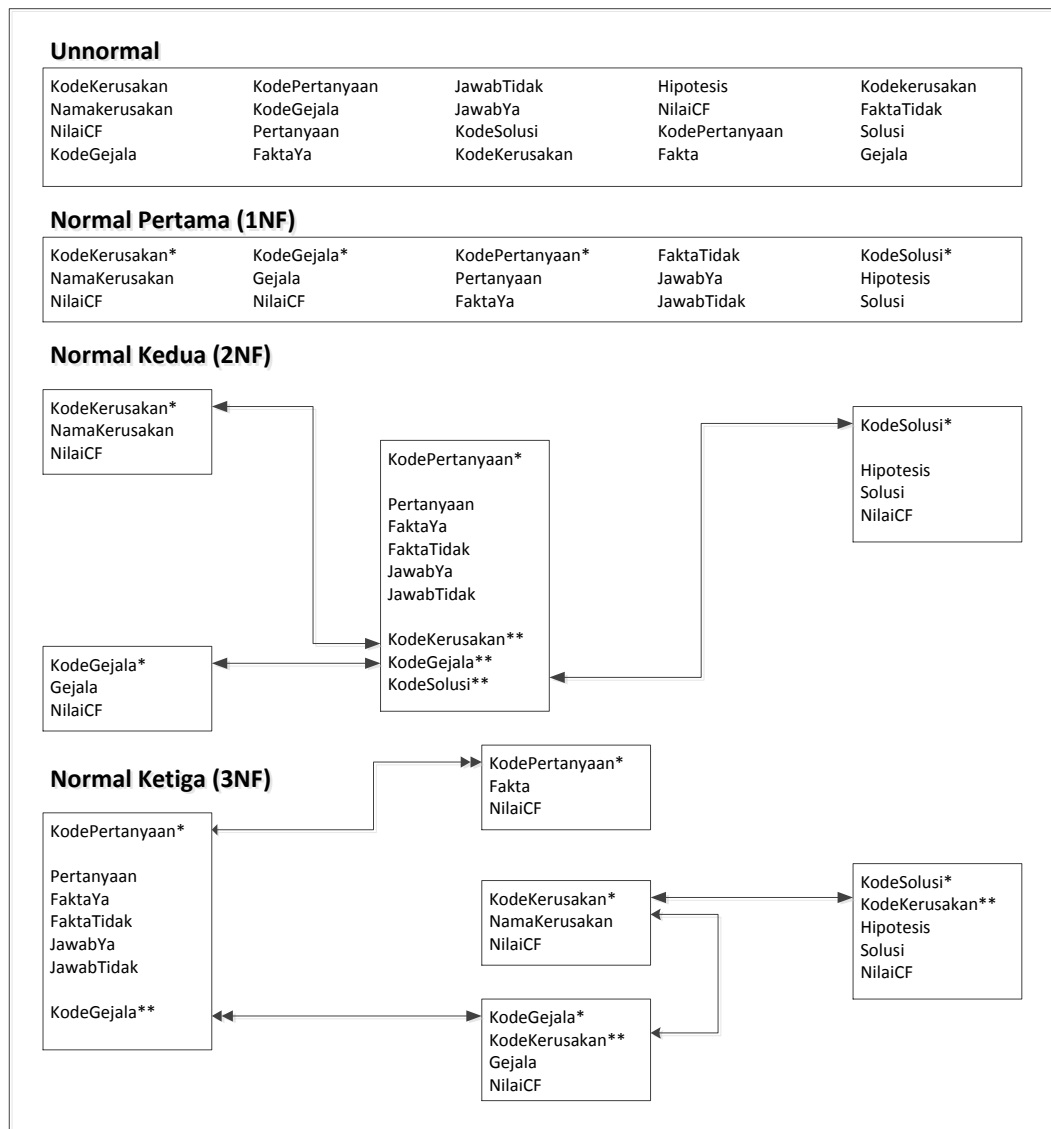 Unnormal
KodeKerusakan KodePertanyaan JawabTidak Hipotesis Kodekerusakan
Namakerusakan KodeGejala JawabYa NilaiCF FaktaTidak
NilaiCF Pertanyaan KodeSolusi KodePertanyaan Solusi
KodeGejala FaktaYa KodeKerusakan Fakta Gejala
Normal Pertama (1NF)
KodeKerusakan* KodeGejala* KodePertanyaan* FaktaTidak KodeSolusi*
NamaKerusakan Gejala Pertanyaan JawabYa Hipotesis
NilaiCF NilaiCF FaktaYa JawabTidak Solusi
Normal Kedua (2NF)
KodeKerusakan*
NamaKerusakan
NilaiCF
KodePertanyaan*
Pertanyaan
FaktaYa
FaktaTidak
JawabYa
JawabTidak
KodeKerusakan**
KodeGejala**
KodeSolusi**
KodeSolusi*
Hipotesis
Solusi
NilaiCF
KodeGejala*
Gejala
NilaiCF
Normal Ketiga (3NF)
KodePertanyaan*
Fakta
NilaiCF
KodePertanyaan*
Pertanyaan
FaktaYa
FaktaTidak
JawabYa
JawabTidak
KodeGejala**
KodeKerusakan*
NamaKerusakan
NilaiCF
KodeSolusi*
KodeKerusakan**
Hipotesis
Solusi
NilaiCF
KodeGejala*
KodeKerusakan**
Gejala
NilaiCF